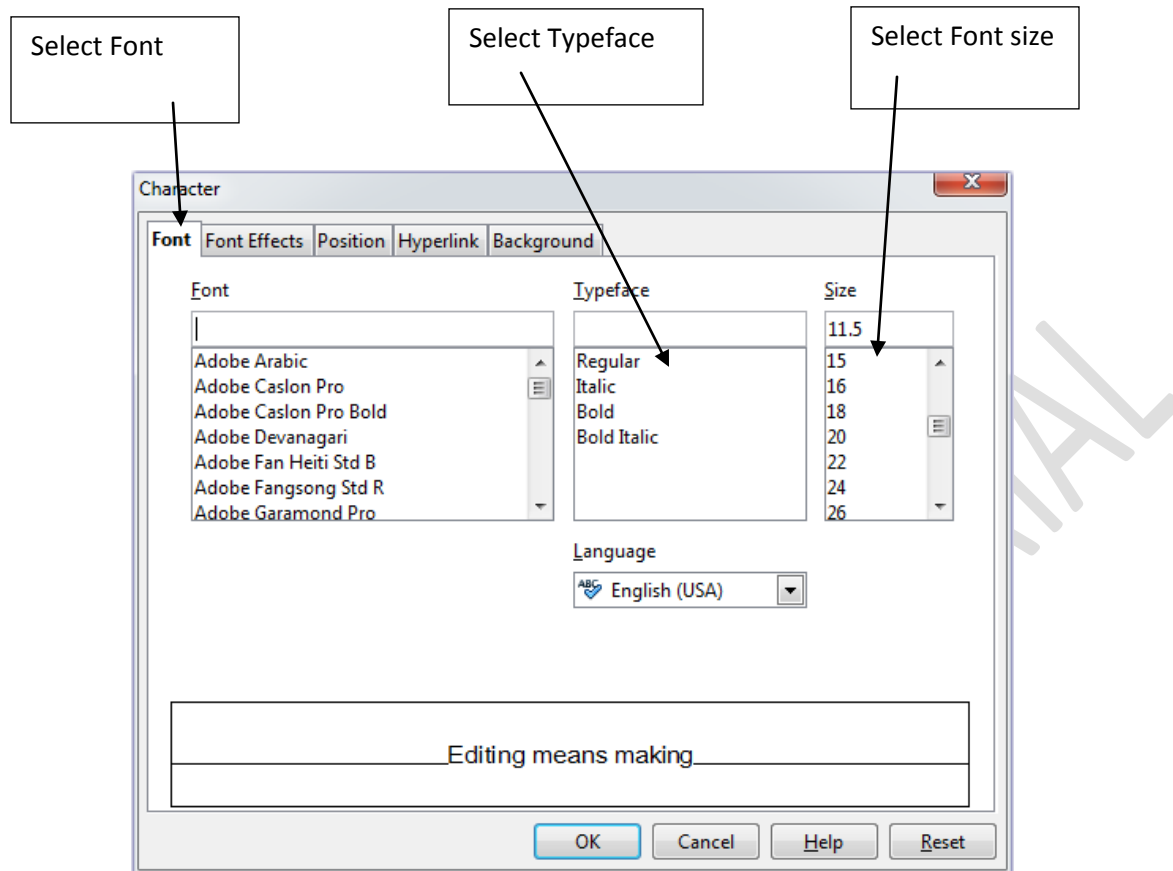 Select Font
Select Typeface
Select Font size
Character
Font Font Effects Position Hyperlink Background
Font Typeface Size
11.5
Adobe Arabic Regular 15
Adobe Caslon Pro Italic 16
Adobe Caslon Pro Bold Bold 18
Adobe Devanagari Bold Italic 20
Adobe Fan Heiti Std B 22
Adobe Fangsong Std R 24
Adobe Garamond Pro 26
Language
ABC English (USA)
Editing means making
OK Cancel Help Reset